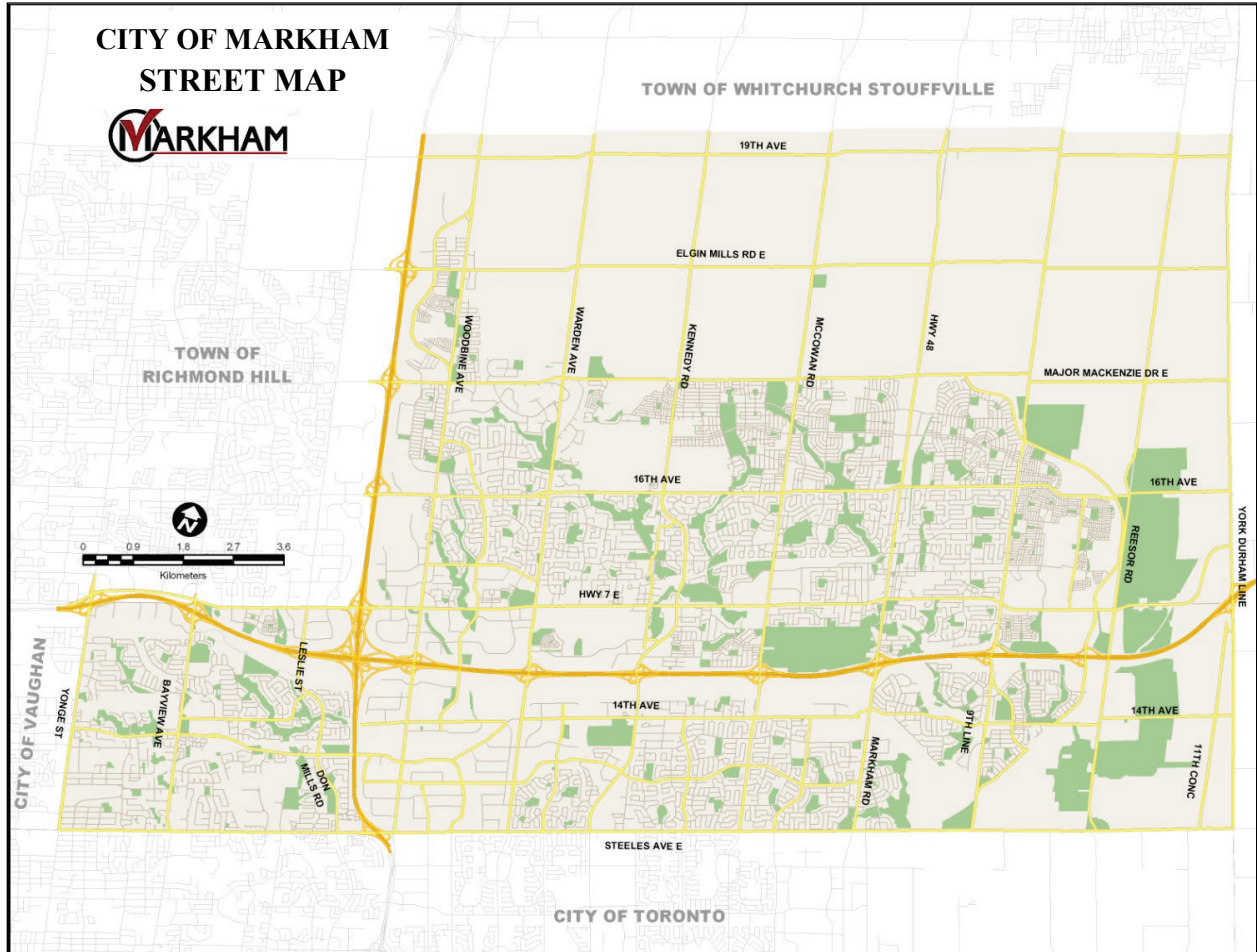 CITY OF MARKHAM
STREET MAP
MARKHAM
TOWN OF WHITCHURCH STOUFFVILLE
19TH AVE
ELGIN MILLS RD E
TOWN OF
RICHMOND HILL
WOODBINE AVE
WARDEN AVE
KENNEDY RD
MCCOWAN RD
HWY 48
MAJOR MACKENZIE DR E
16TH AVE
16TH AVE
N
0 0.9 1.8 2.7 3.6
Kilometers
REESOR RD
YORK DURHAM LINE
HWY 7 E
CITY OF VAUGHAN
YONGE ST
BAYVIEW AVE
LESLIE ST
14TH AVE
14TH AVE
9TH LINE
DON
MILLS RD
MARKHAM RD
11TH CONC
STEELES AVE E
CITY OF TORONTO